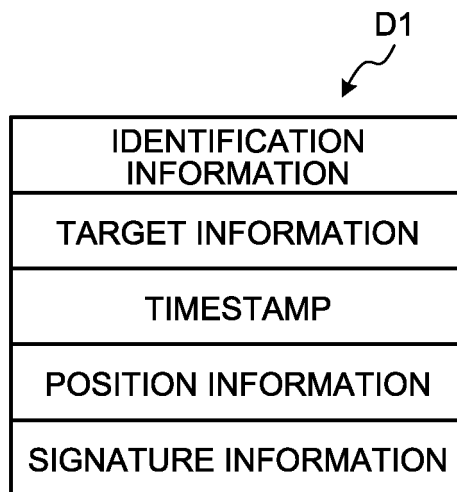 D1
IDENTIFICATION
INFORMATION
TARGET INFORMATION
TIMESTAMP
POSITION INFORMATION
SIGNATURE INFORMATION